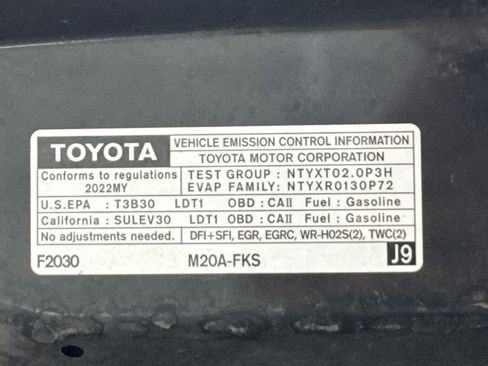 TOYOTA
VEHICLE EMISSION CONTROL INFORMATION
TOYOTA MOTOR CORPORATION
Conforms to regulations
2022MY
TEST GROUP : NTYXT02.0P3H
EVAP FAMILY: NTYXR0130P72
U.S.EPA : T3B30 LDT1 OBD : CAII Fuel : Gasoline
California : SULEV30 LDT1 OBD : CAII Fuel : Gasoline
No adjustments needed. DFI+SFI, EGR, EGRC, WR-HO2S(2), TWC(2)
F2030 M20A-FKS J9